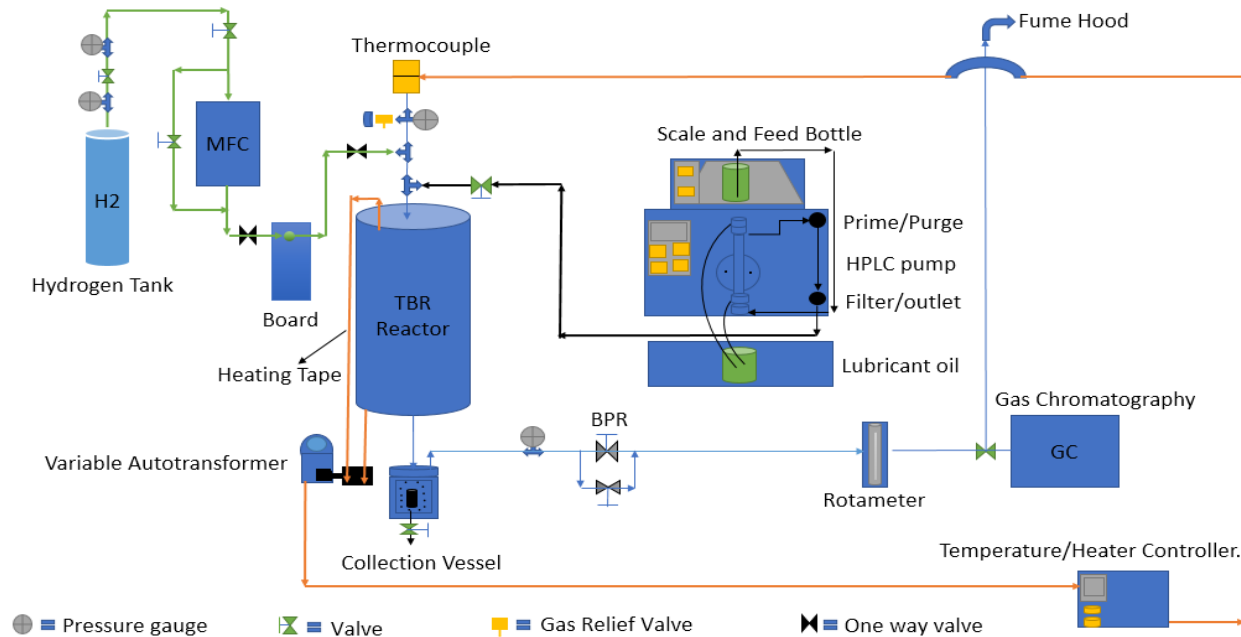 Fume Hood
Thermocouple
Scale and Feed Bottle
MFC
H2
Prime/Purge
HPLC pump
Filter/outlet
Hydrogen Tank
Board
TBR
Reactor
Heating Tape
Lubricant oil
Gas Chromatography
BPR
GC
Variable Autotransformer
Rotameter
Collection Vessel
Temperature/Heater Controller.
= Pressure gauge
= Valve
= Gas Relief Valve
= One way valve